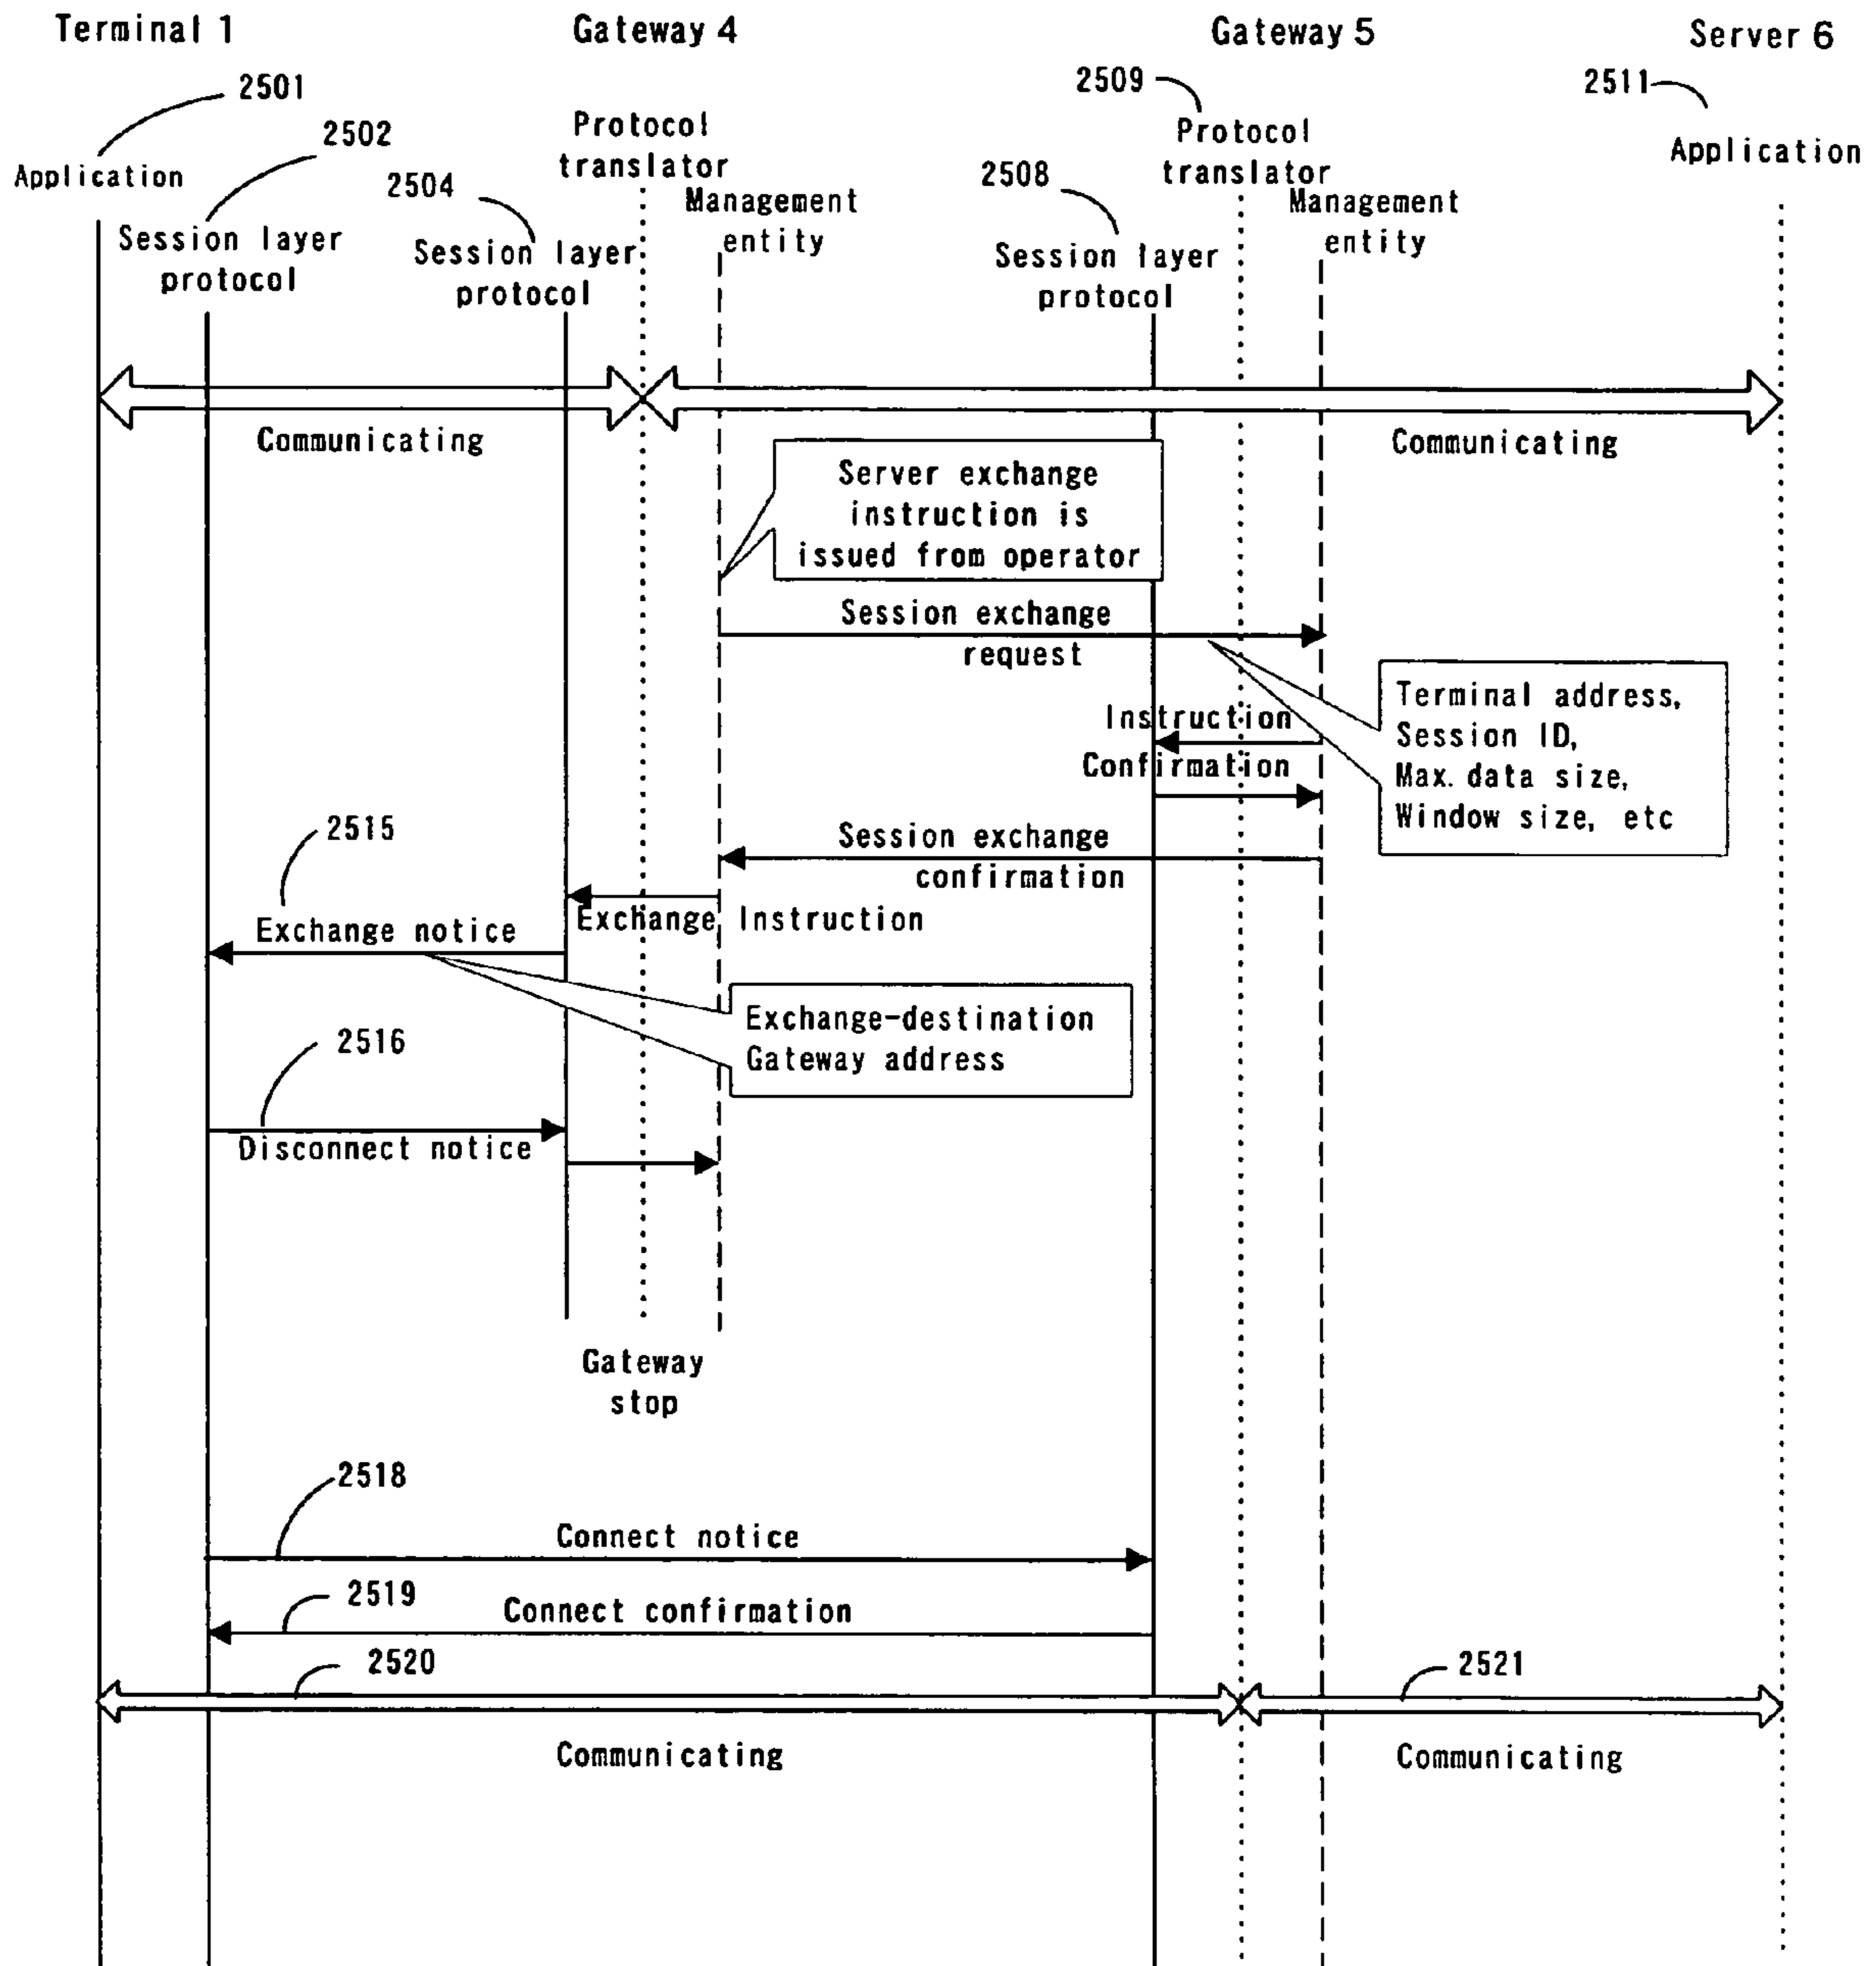 Terminal 1
Gateway 4
Gateway 5
Server 6
2501
2502
2504
2508
2509
2511
Application
Session layer
protocol
Session layer
protocol
Protocol
translator
Management
entity
Session layer
protocol
Protocol
translator
Management
entity
Application
Communicating
Communicating
Server exchange
instruction is
issued from operator
Session exchange
request
Terminal address,
Session ID,
Max. data size,
Window size, etc
Instruction
Confirmation
Session exchange
confirmation
Exchange Instruction
2515
Exchange notice
Exchange-destination
Gateway address
2516
Disconnect notice
Gateway
stop
2518
Connect notice
2519
Connect confirmation
2520
2521
Communicating
Communicating